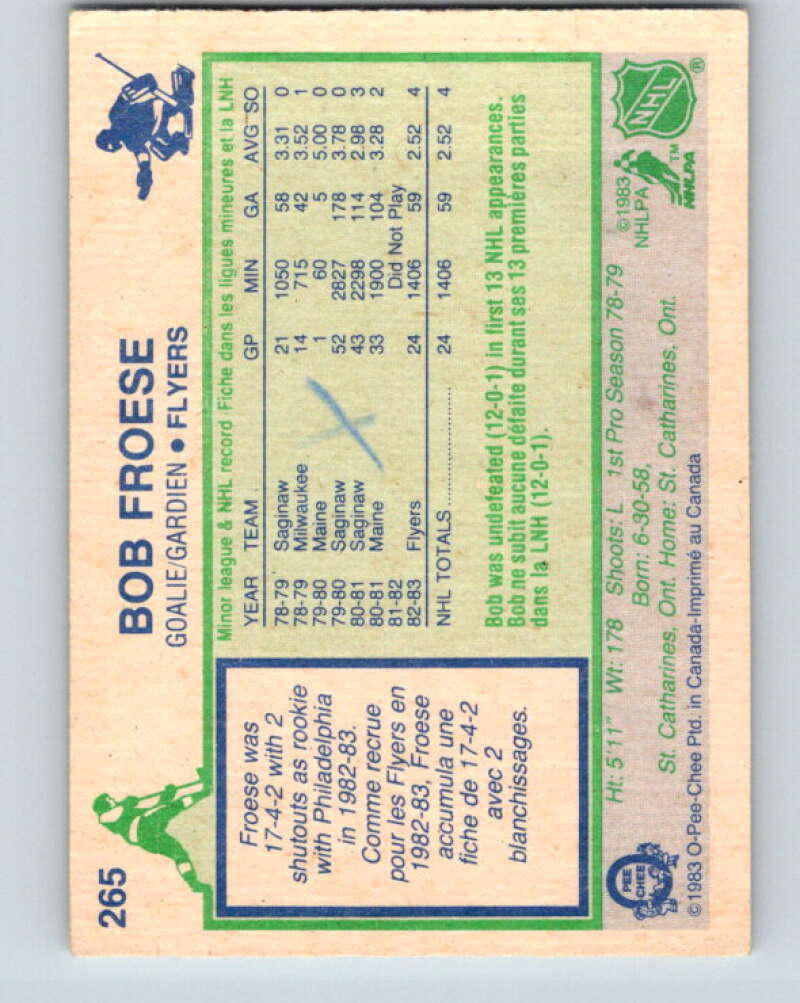 265
BOB FROESE
GOALIE/GARDIEN • FLYERS
Froese was
17-4-2 with 2
shutouts as rookie
with Philadelphia
in 1982-83.
Comme recrue
pour les Flyers en
1982-83, Froese
accumula une
fiche de 17-4-2
avec 2
blanchissages.
Minor league & NHL record Fiche dans les ligues mineures et la LNH
YEAR TEAM GP MIN GA AVG SO
78-79 Saginaw 21 1050 58 3.31 0
78-79 Milwaukee 14 715 42 3.52 1
79-80 Maine 1 60 5 5.00 0
79-80 Saginaw 52 2827 178 3.78 0
80-81 Saginaw 43 2298 114 2.98 3
80-81 Maine 33 1900 104 3.28 2
81-82 Did Not Play
82-83 Flyers 24 1406 59 2.52 4
NHL TOTALS .................... 24 1406 59 2.52 4
Bob was undefeated (12-0-1) in first 13 NHL appearances.
Bob ne subit aucune défaite durant ses 13 premières parties
dans la LNH (12-0-1).
Ht: 5'11" Wt: 178 Shoots: L 1st Pro Season 78-79
Born: 6-30-58,
St. Catharines, Ont. Home: St. Catharines, Ont.
©1983 O-Pee-Chee Ptd. in Canada-Imprimé au Canada
O PEE CHEE
©1983
NHLPA
NHL ®
NHLPA ™